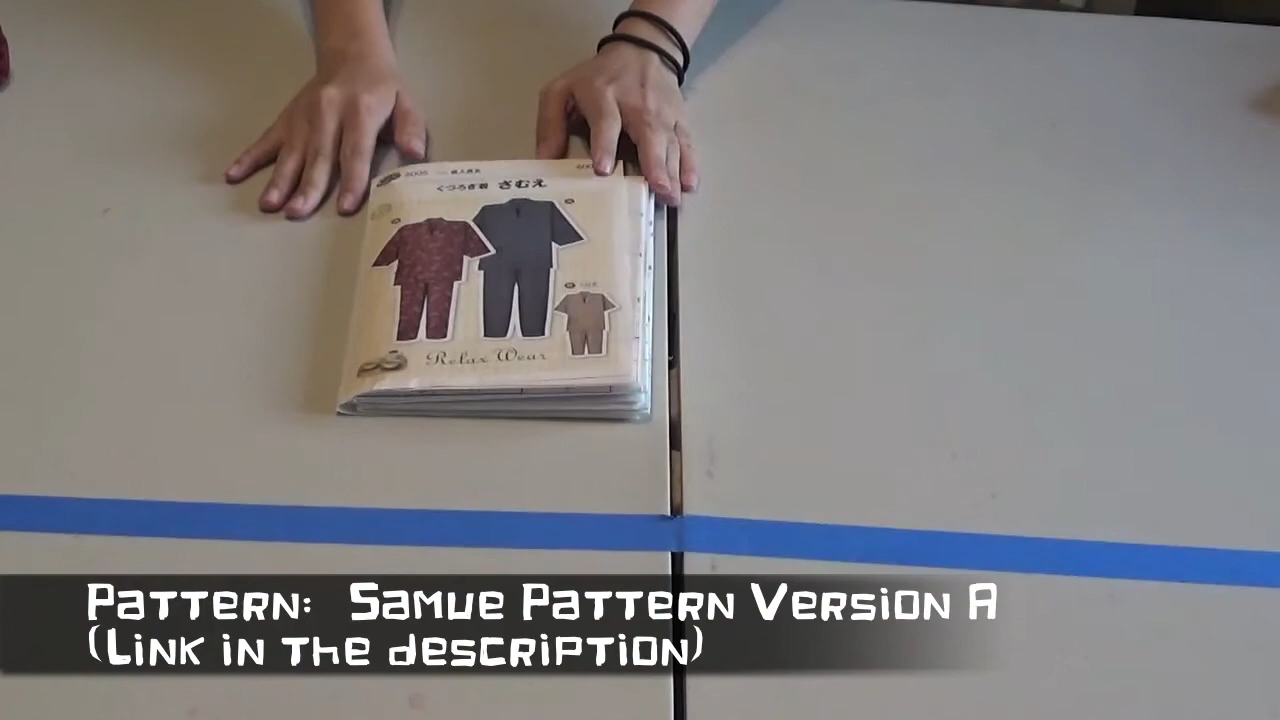 くつろぎ着 さむえ
Relax Wear
Pattern: Samue Pattern Version A
(Link in the description)